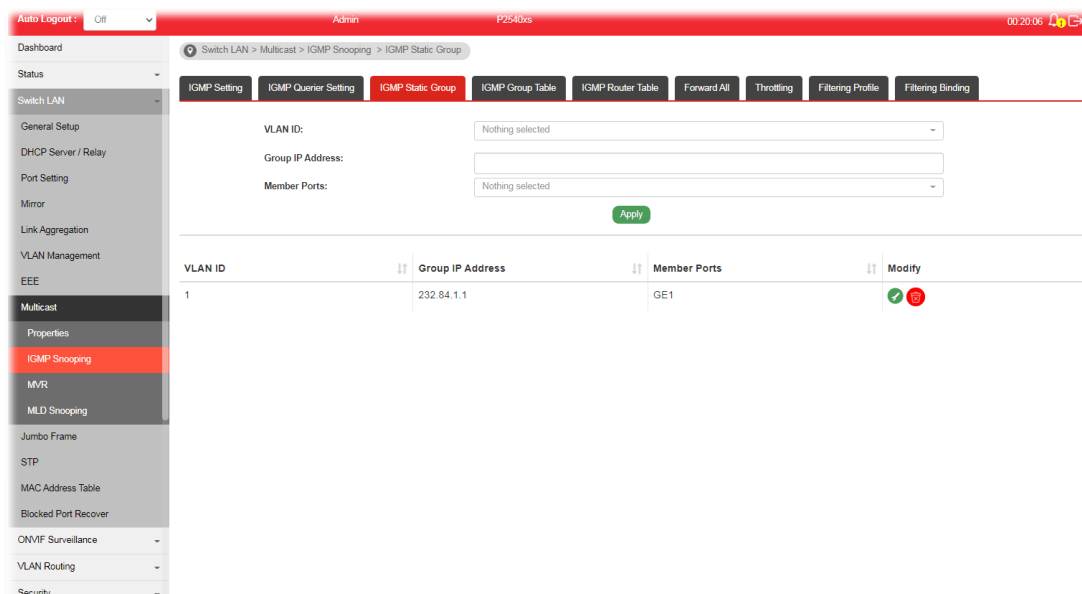 Auto Logout : Off Admin P2540xs 00:20:06
Dashboard
Status
Switch LAN
General Setup
DHCP Server / Relay
Port Setting
Mirror
Link Aggregation
VLAN Management
EEE
Multicast
Properties
IGMP Snooping
MVR
MLD Snooping
Jumbo Frame
STP
MAC Address Table
Blocked Port Recover
ONVIF Surveillance
VLAN Routing
Security
Switch LAN > Multicast > IGMP Snooping > IGMP Static Group
IGMP Setting IGMP Querier Setting IGMP Static Group IGMP Group Table IGMP Router Table Forward All Throttling Filtering Profile Filtering Binding
VLAN ID: Nothing selected
Group IP Address:
Member Ports: Nothing selected
Apply
VLAN ID Group IP Address Member Ports Modify
1 232.84.1.1 GE1